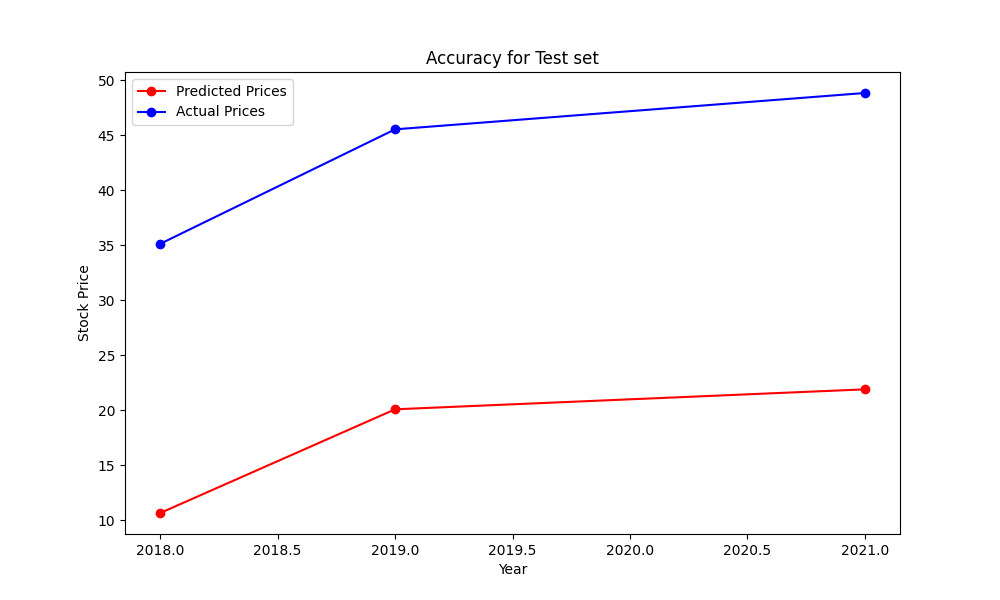 Accuracy for Test set
Predicted Prices
Actual Prices
50
45
40
35
30
25
20
15
10
Stock Price
2018.0 2018.5 2019.0 2019.5 2020.0 2020.5 2021.0
Year